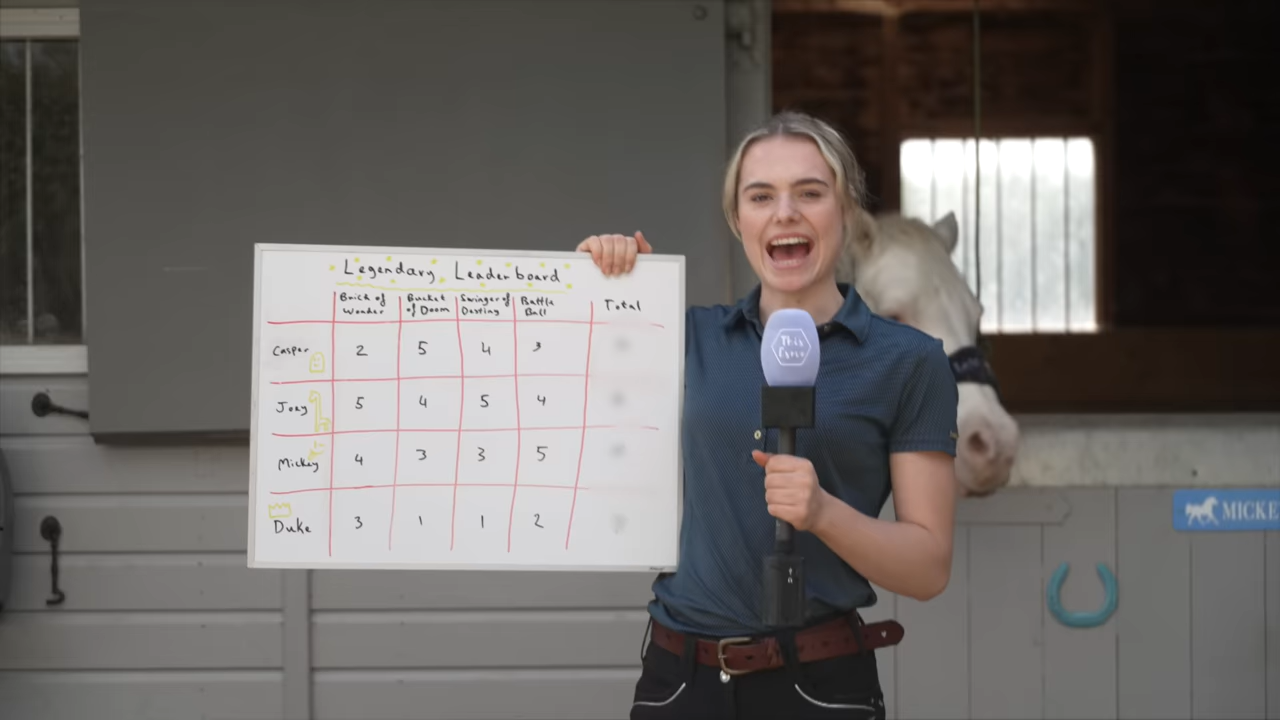 Legendary Leaderboard
Brick of Wonder
Bucket of Doom
Swinger of Destiny
Battle Ball
Total
Casper 2 5 4 3
Joey 5 4 5 4
Mickey 4 3 3 5
Duke 3 1 1 2
This
MICKE